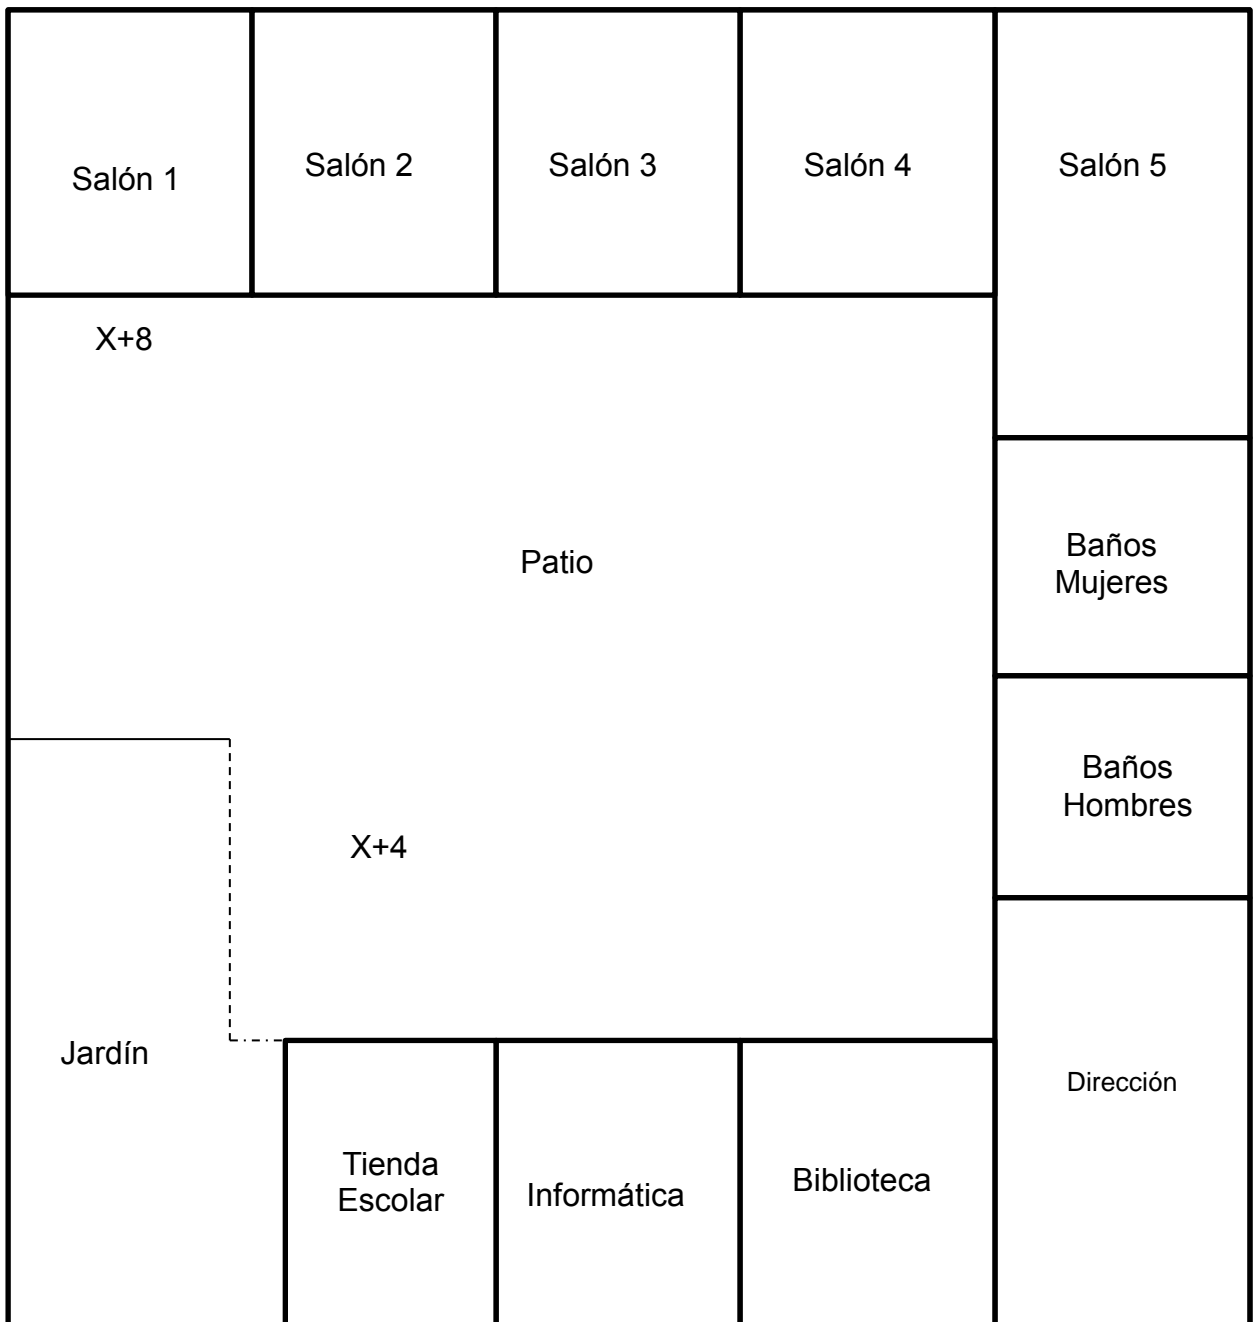 Salón 1
Salón 2
Salón 3
Salón 4
Salón 5
X+8
Patio
Baños
Mujeres
Baños
Hombres
X+4
Jardín
Dirección
Tienda
Escolar
Informática
Biblioteca